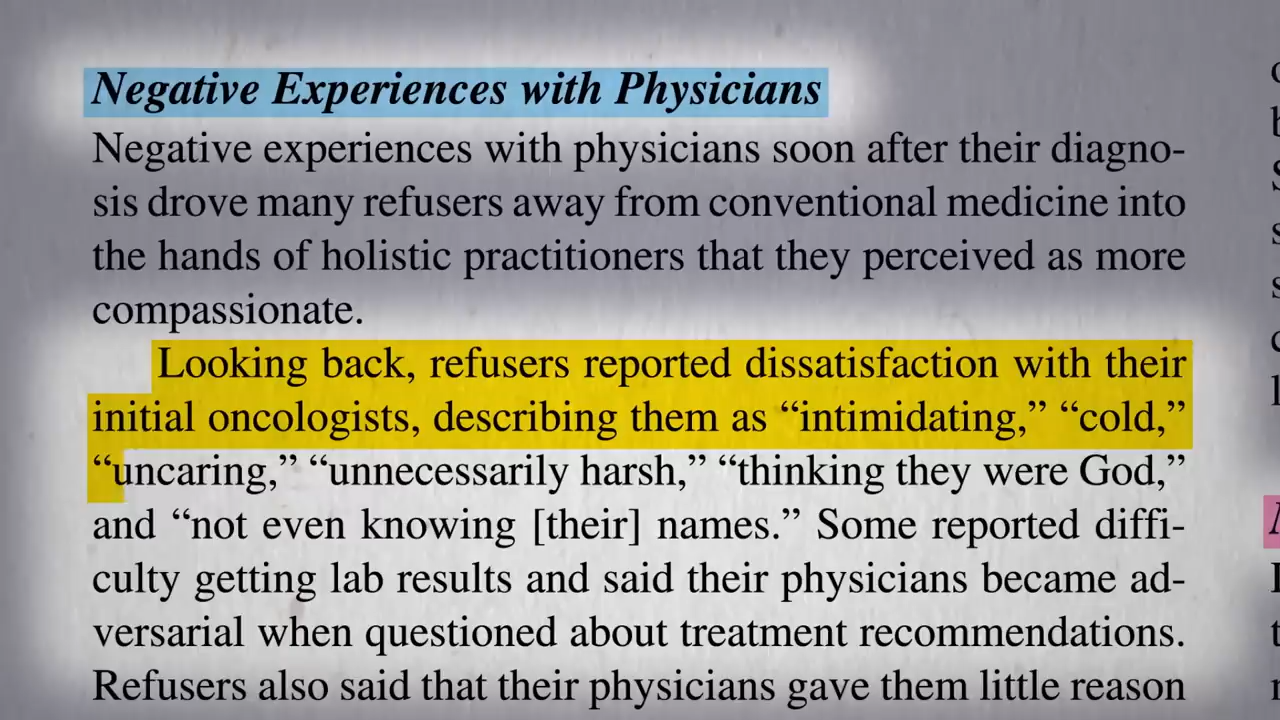 Negative Experiences with Physicians
Negative experiences with physicians soon after their diagno-
sis drove many refusers away from conventional medicine into
the hands of holistic practitioners that they perceived as more
compassionate.
Looking back, refusers reported dissatisfaction with their
initial oncologists, describing them as “intimidating,” “cold,”
“uncaring,” “unnecessarily harsh,” “thinking they were God,”
and “not even knowing [their] names.” Some reported diffi-
culty getting lab results and said their physicians became ad-
versarial when questioned about treatment recommendations.
Refusers also said that their physicians gave them little reason